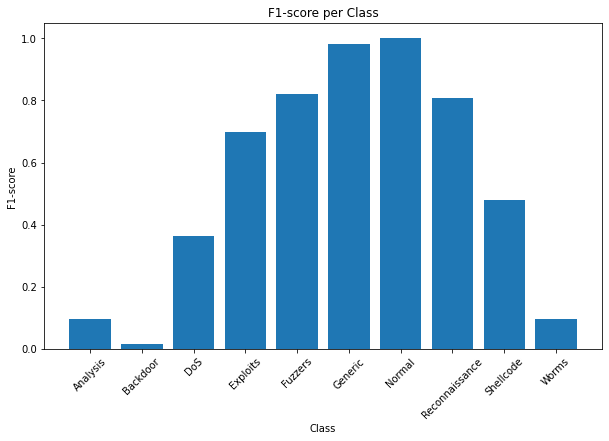 F1-score per Class
F1-score
1.0
0.8
0.6
0.4
0.2
0.0
Analysis
Backdoor
DoS
Exploits
Fuzzers
Generic
Normal
Reconnaissance
Shellcode
Worms
Class